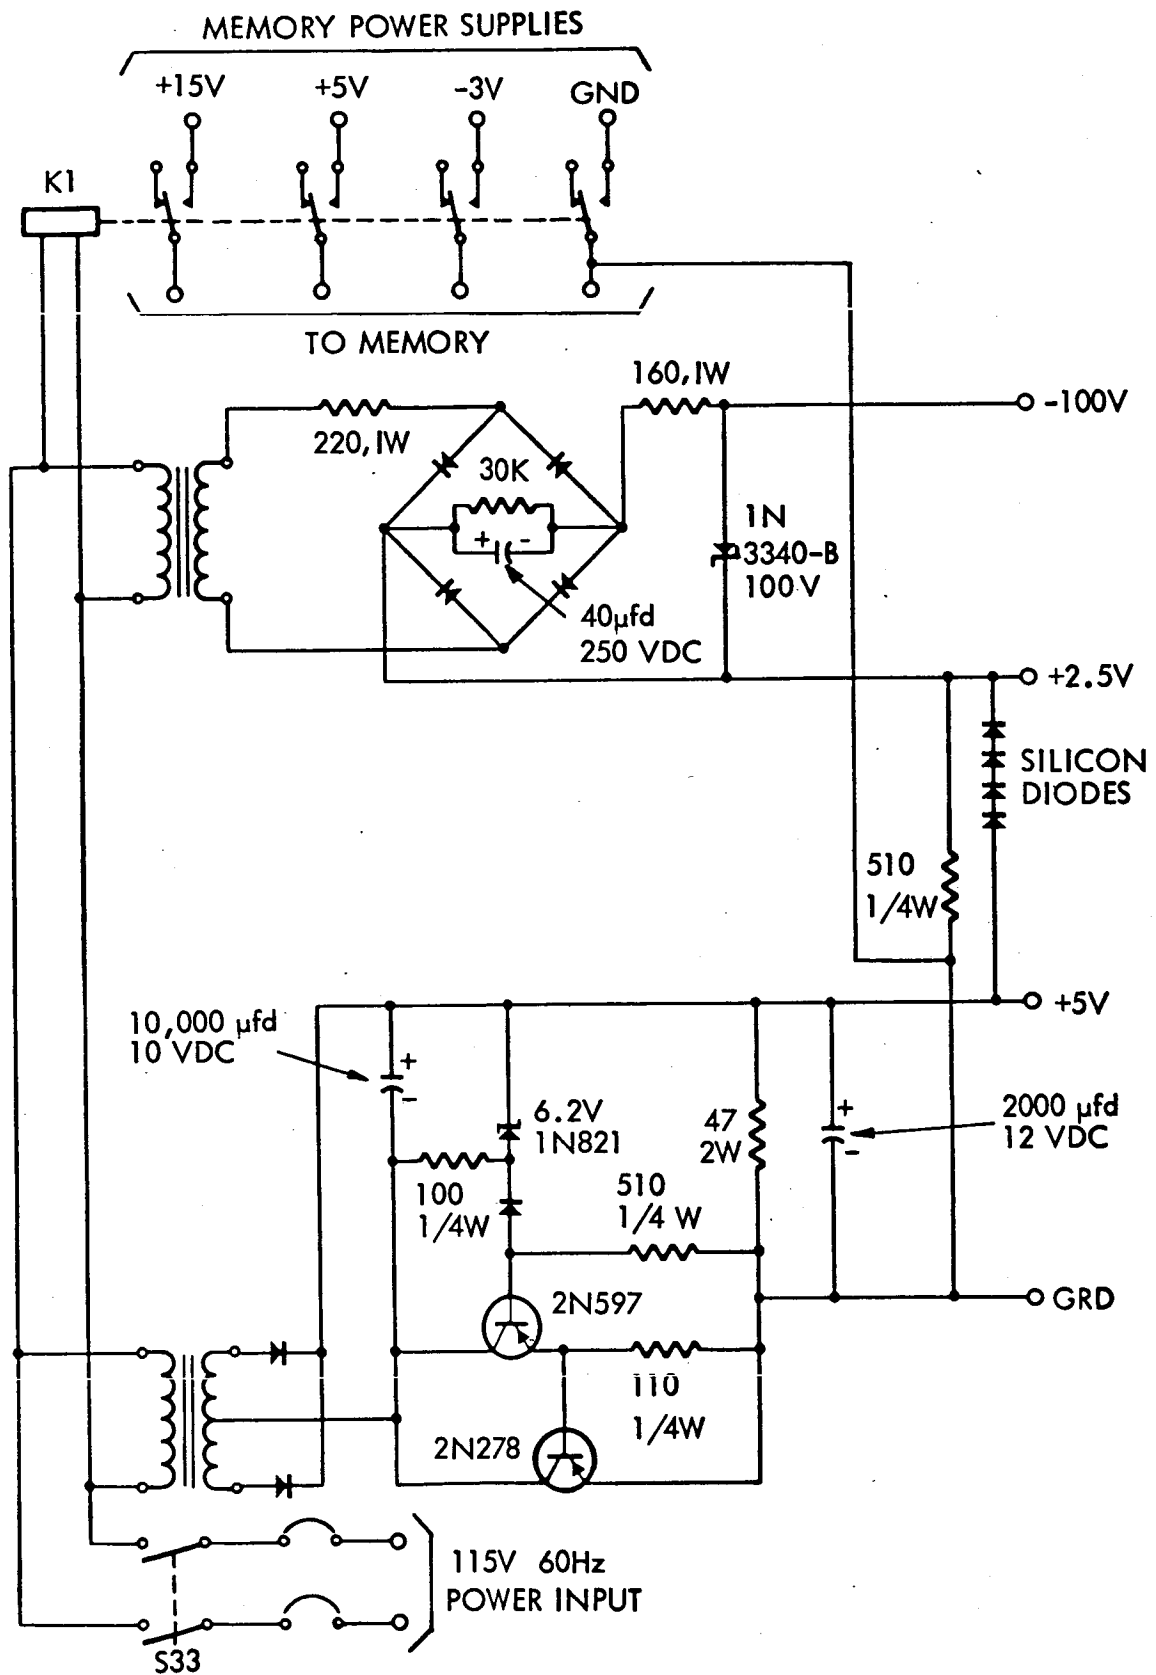 MEMORY POWER SUPPLIES
+15V +5V -3V GND
K1
TO MEMORY
160, 1W
-100V
220, 1W
30K
+ -
1N
3340-B
100V
40µfd
250 VDC
+2.5V
SILICON
DIODES
510
1/4W
+5V
10,000 µfd
10 VDC
+
-
6.2V
1N821
47
2W
+
-
2000 µfd
12 VDC
100
1/4W
510
1/4 W
2N597
GRD
110
1/4W
2N278
115V 60Hz
POWER INPUT
S33